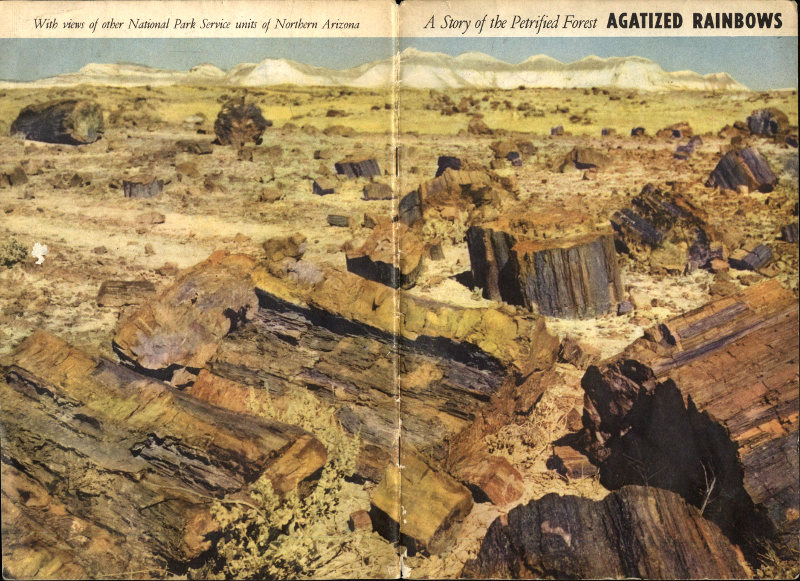 With views of other National Park Service units of Northern Arizona
A Story of the Petrified Forest AGATIZED RAINBOWS